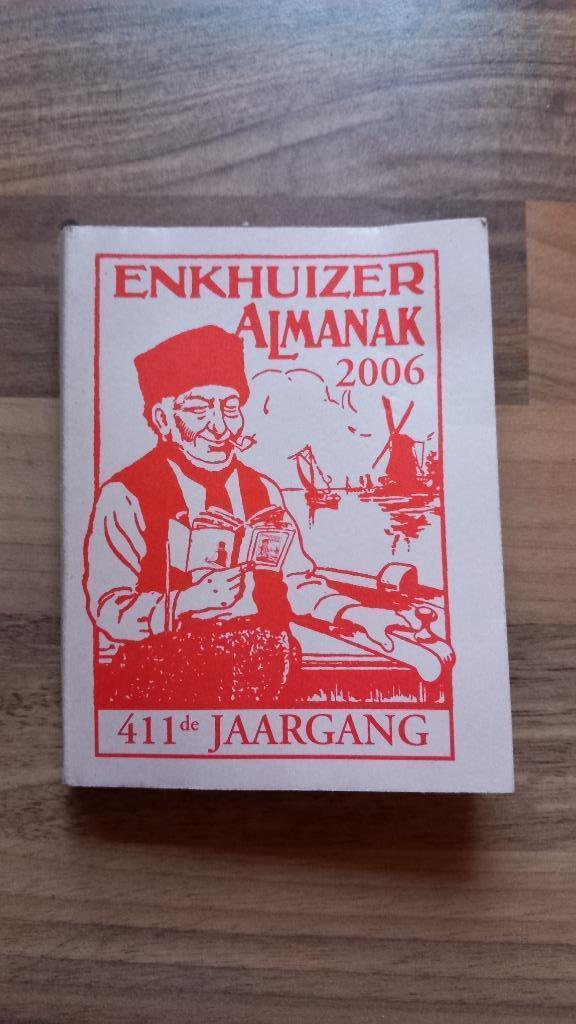 ENKHUIZER
ALMANAK
2006
411de JAARGANG